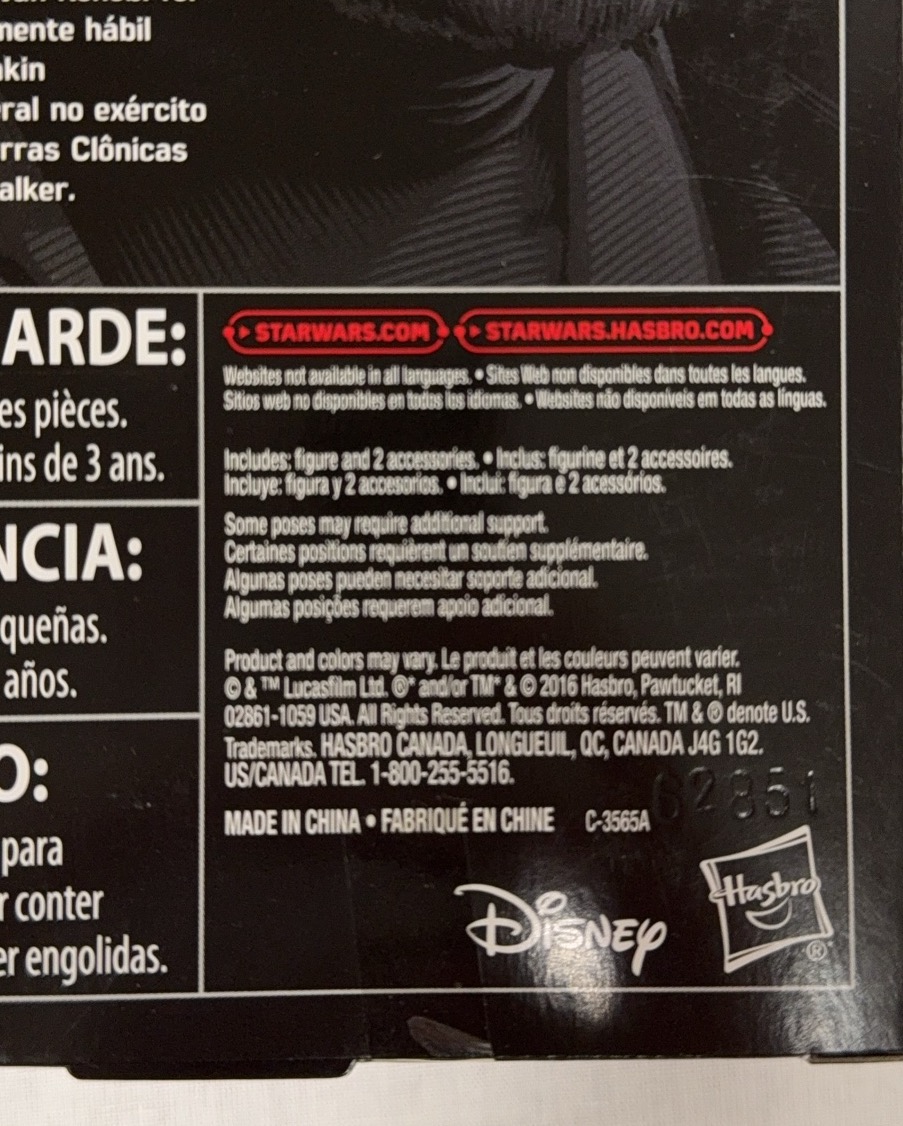 mente hábil
kin
ral no exército
rras Clônicas
alker.
ARDE:
es pièces.
ins de 3 ans.
NCIA:
queñas.
años.
O:
para
r conter
er engolidas.
STARWARS.COM STARWARS.HASBRO.COM
Websites not available in all languages. • Sites Web non disponibles dans toutes les langues.
Sitios web no disponibles en todos los idiomas. • Websites não disponíveis em todas as línguas.
Includes: figure and 2 accessories. • Inclus: figurine et 2 accessoires.
Incluye: figura y 2 accesorios. • Inclui: figura e 2 acessórios.
Some poses may require additional support.
Certaines positions requièrent un soutien supplémentaire.
Algunas poses pueden necesitar soporte adicional.
Algumas posições requerem apoio adicional.
Product and colors may vary. Le produit et les couleurs peuvent varier.
© & ™ Lucasfilm Ltd. ®* and/or TM* & © 2016 Hasbro, Pawtucket, RI
02861-1059 USA. All Rights Reserved. Tous droits réservés. TM & ® denote U.S.
Trademarks. HASBRO CANADA, LONGUEUIL, QC, CANADA J4G 1G2.
US/CANADA TEL. 1-800-255-5516.
62351
MADE IN CHINA • FABRIQUÉ EN CHINE C-3565A
Disney
Hasbro
®